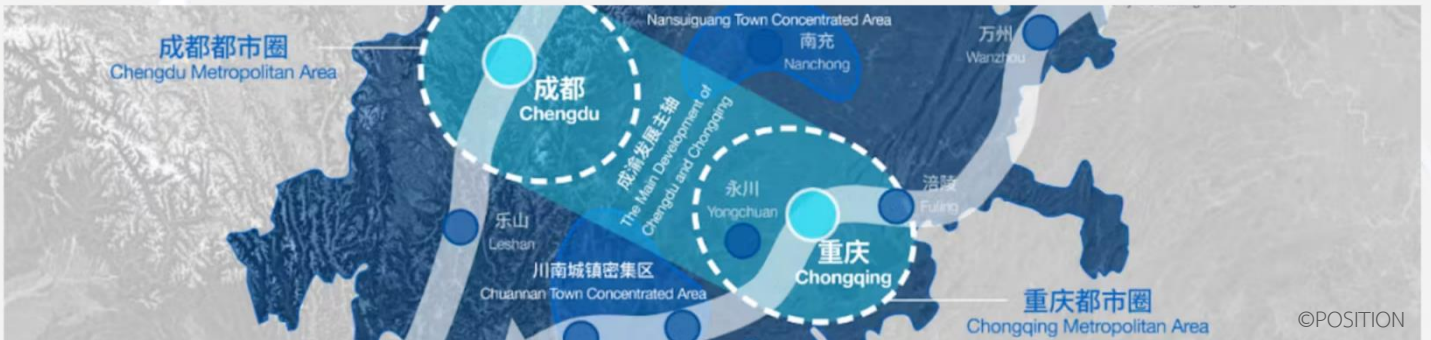 Nansuiguang Town Concentrated Area
南充
Nanchong
万州
Wanzhou
成都都市圈
Chengdu Metropolitan Area
成都
Chengdu
成渝发展主轴
The Main Development of
Chengdu and Chongqing
永川
Yongchuan
涪陵
Fuling
乐山
Leshan
重庆
Chongqing
川南城镇密集区
Chuannan Town Concentrated Area
重庆都市圈
Chongqing Metropolitan Area
©POSITION